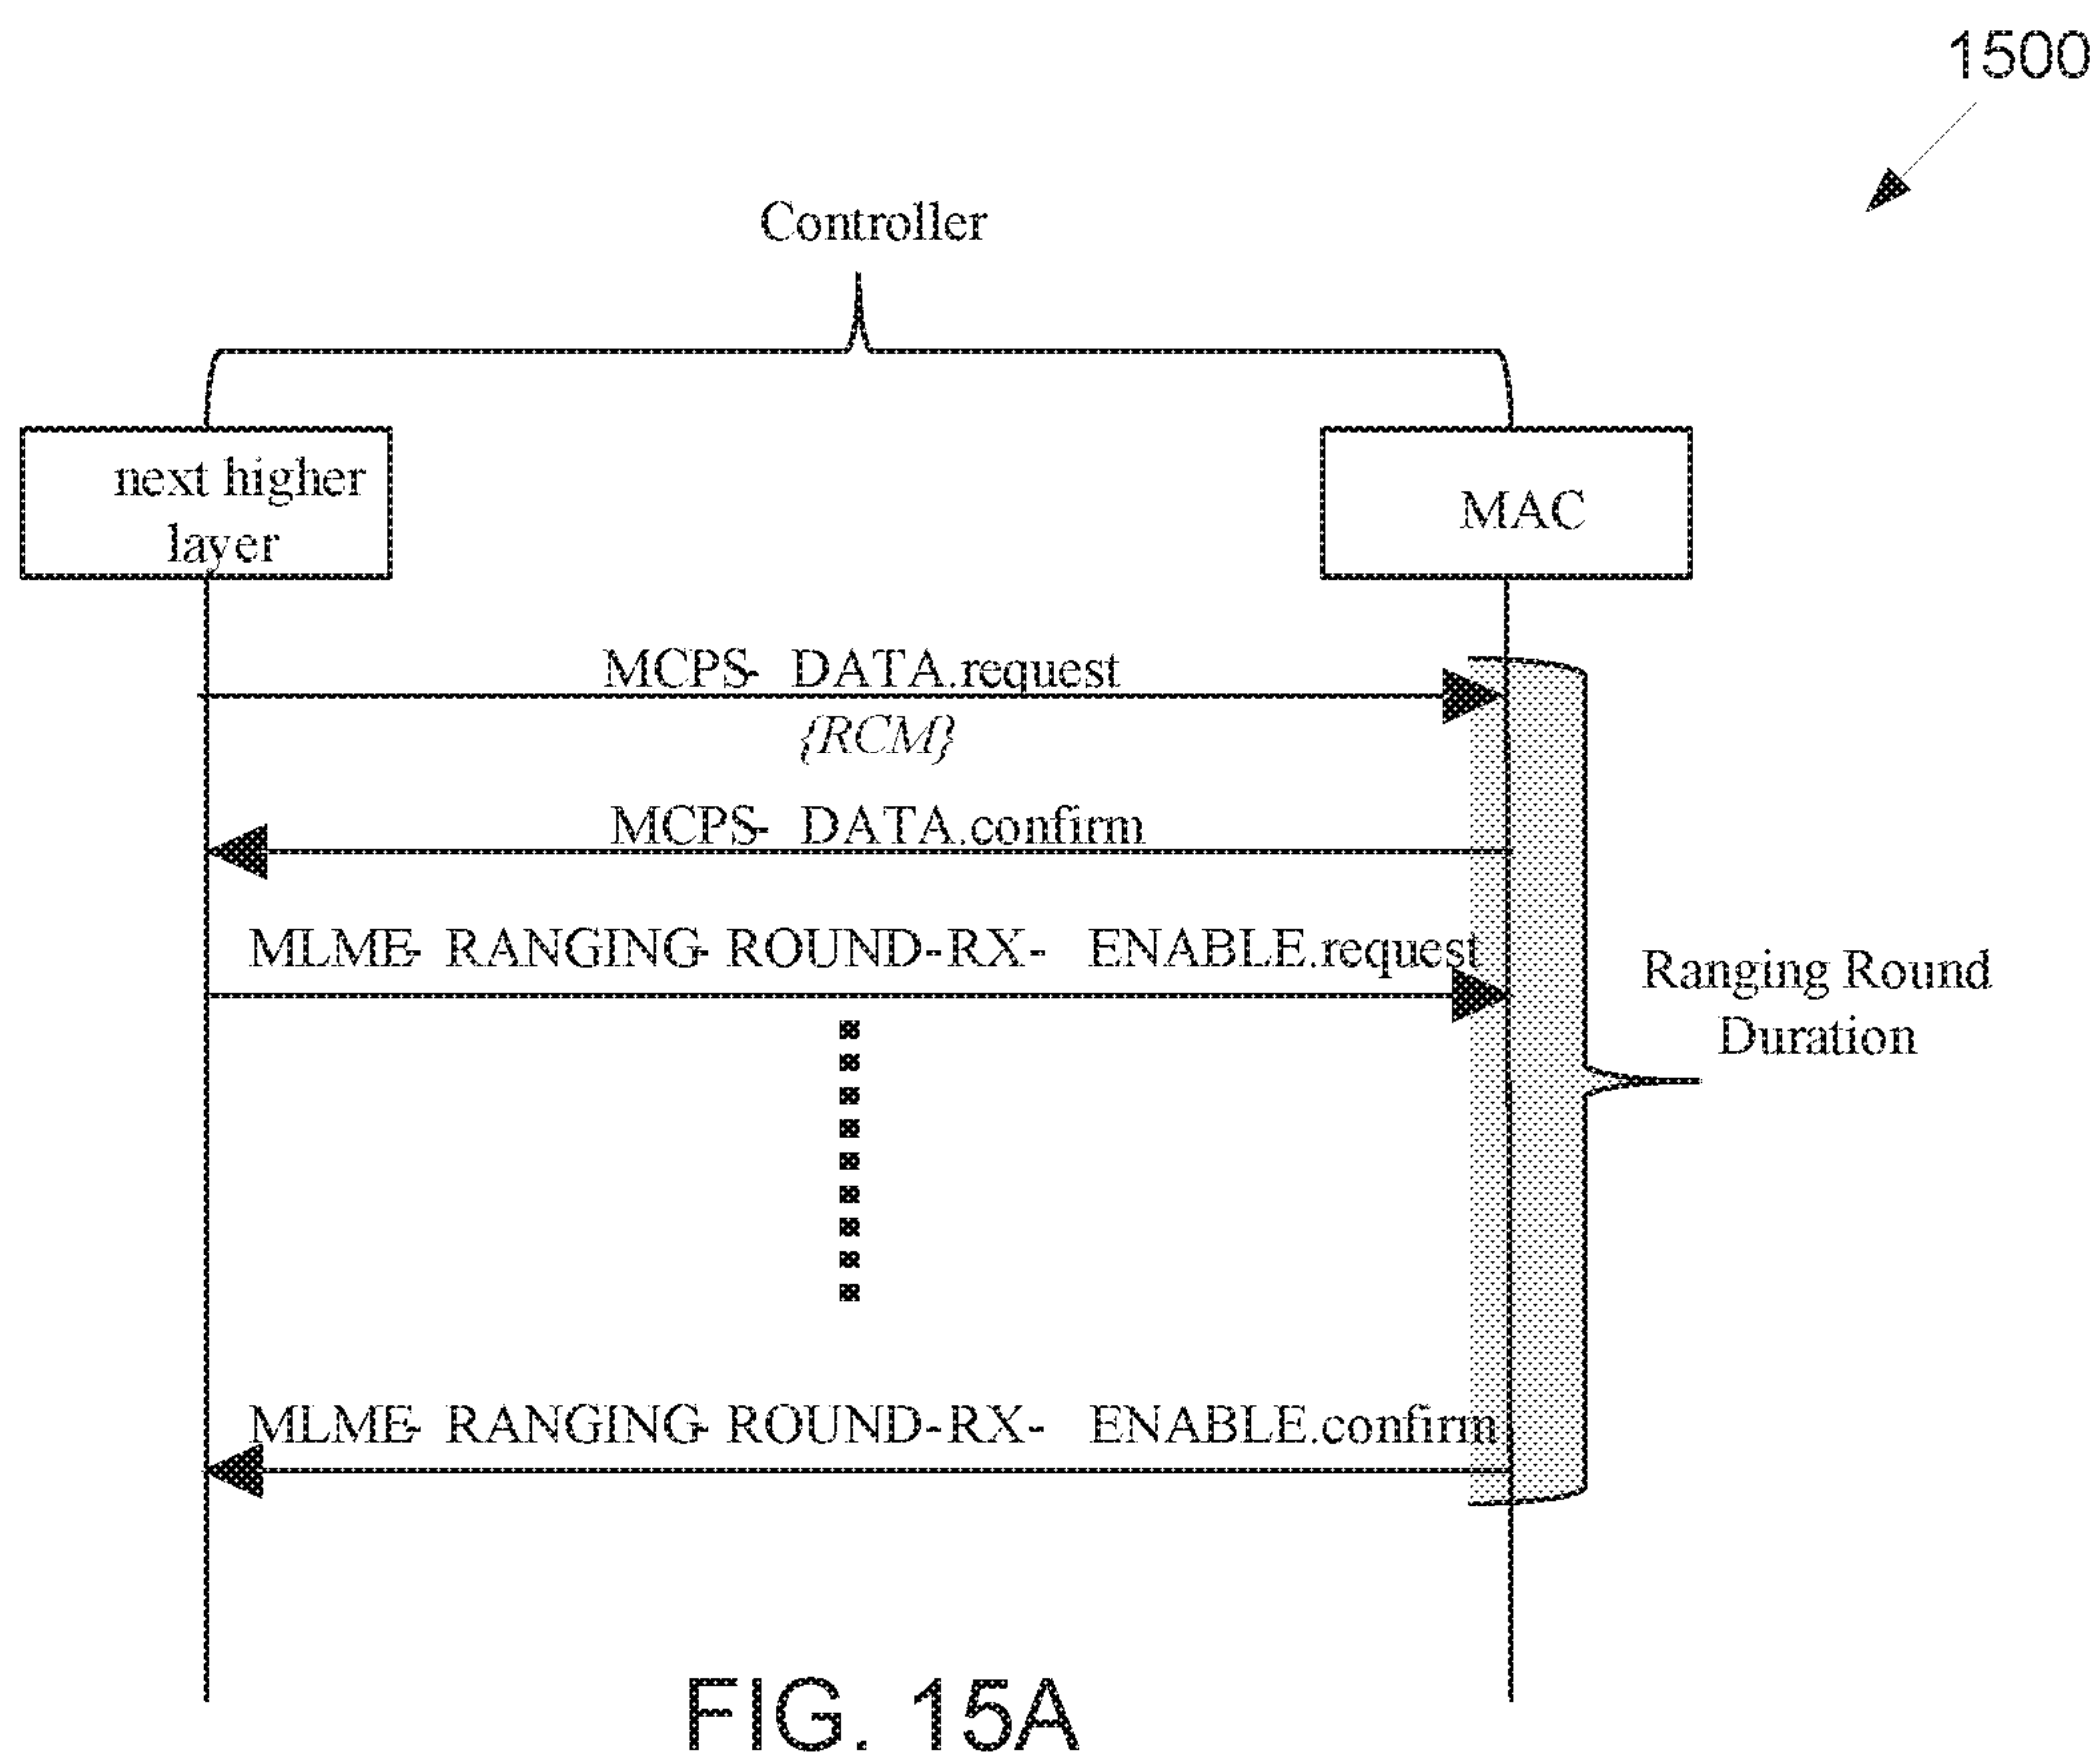 1500
Controller
next higher
layer
MAC
MCPS- DATA.request
{RCM}
MCPS- DATA.confirm
MLME- RANGING- ROUND-RX- ENABLE.request
Ranging Round
Duration
MLME- RANGING- ROUND-RX- ENABLE.confirm
FIG. 15A